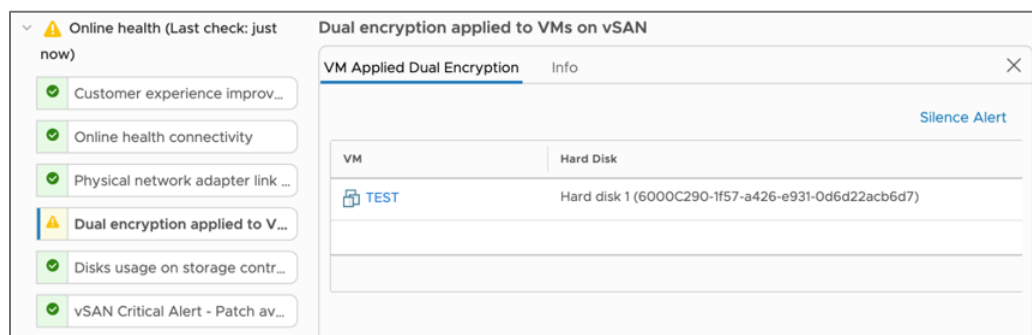 Online health (Last check: just
now)
Customer experience improv...
Online health connectivity
Physical network adapter link ...
Dual encryption applied to V...
Disks usage on storage contr...
vSAN Critical Alert - Patch av...
Dual encryption applied to VMs on vSAN
VM Applied Dual Encryption Info
Silence Alert
VM Hard Disk
TEST Hard disk 1 (6000C290-1f57-a426-e931-0d6d22acb6d7)